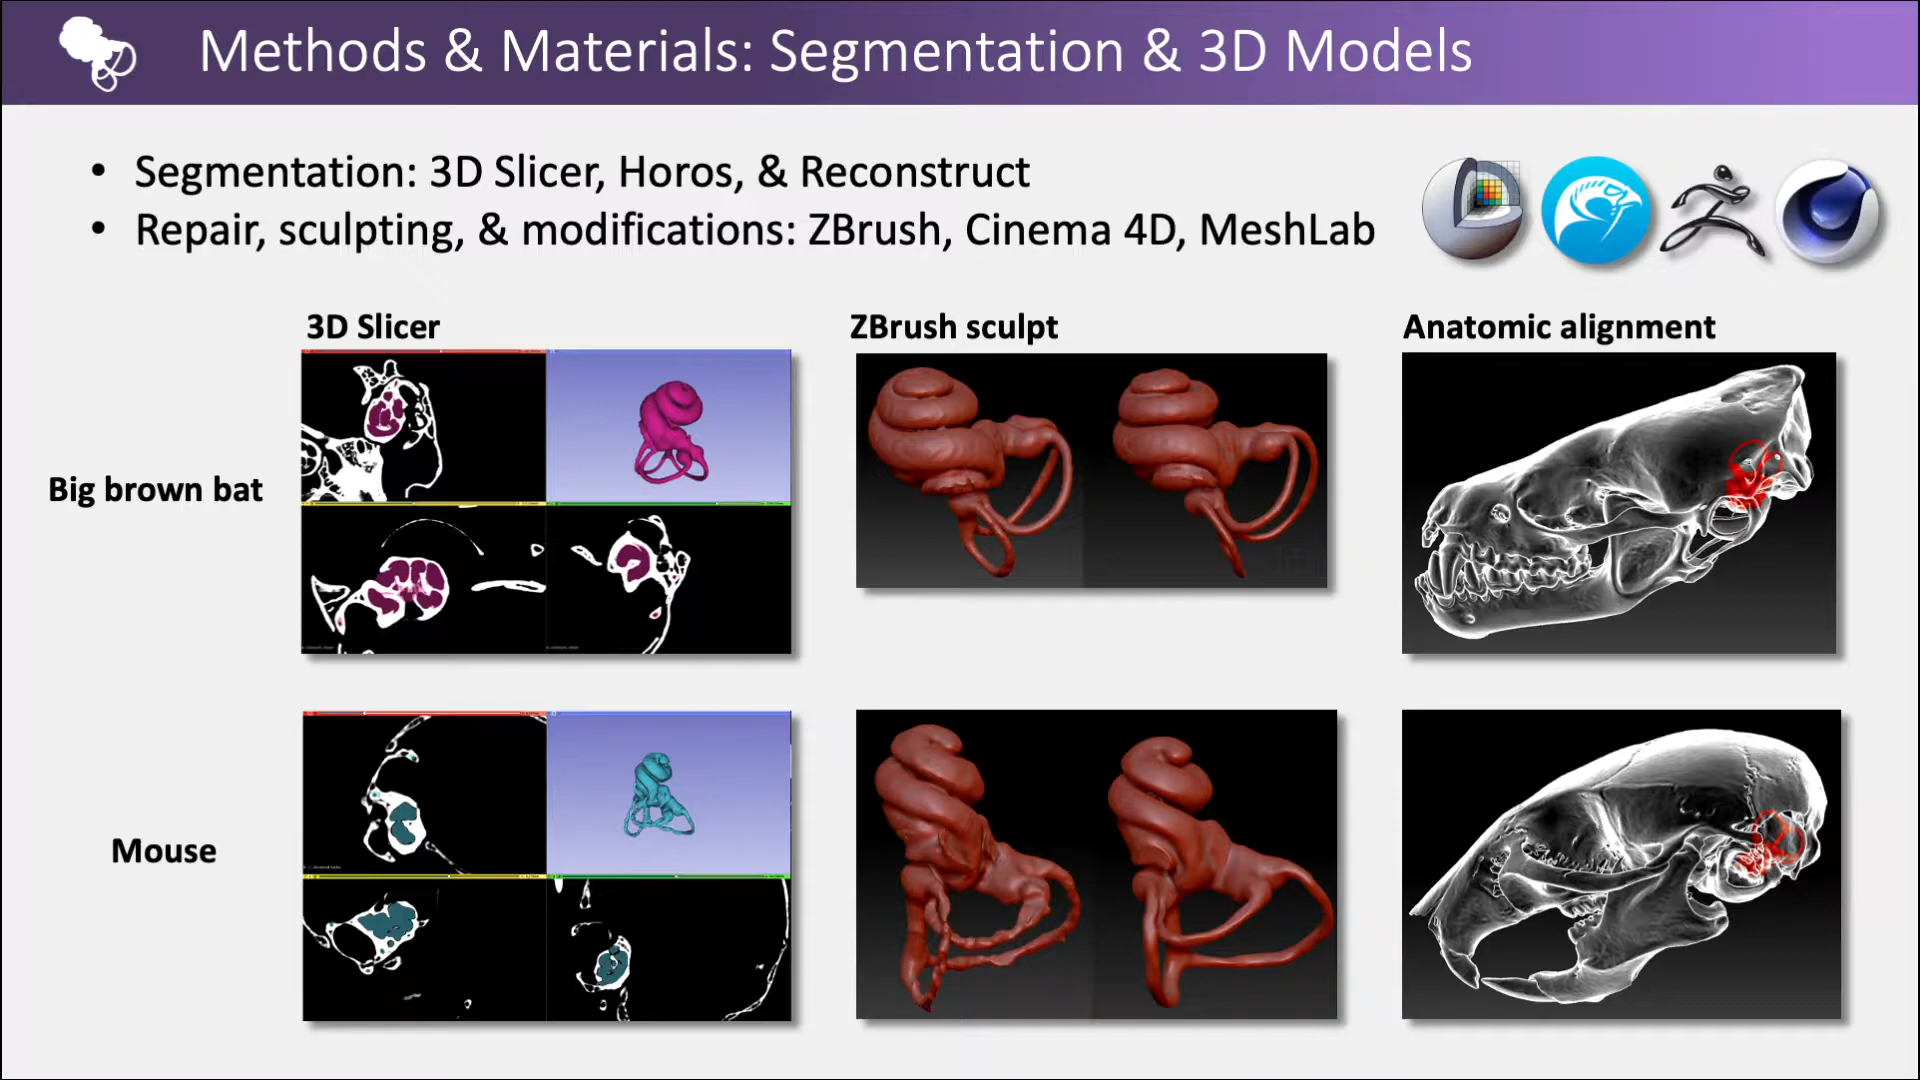 Methods & Materials: Segmentation & 3D Models
• Segmentation: 3D Slicer, Horos, & Reconstruct
• Repair, sculpting, & modifications: ZBrush, Cinema 4D, MeshLab
3D Slicer
ZBrush sculpt
Anatomic alignment
Big brown bat
Mouse